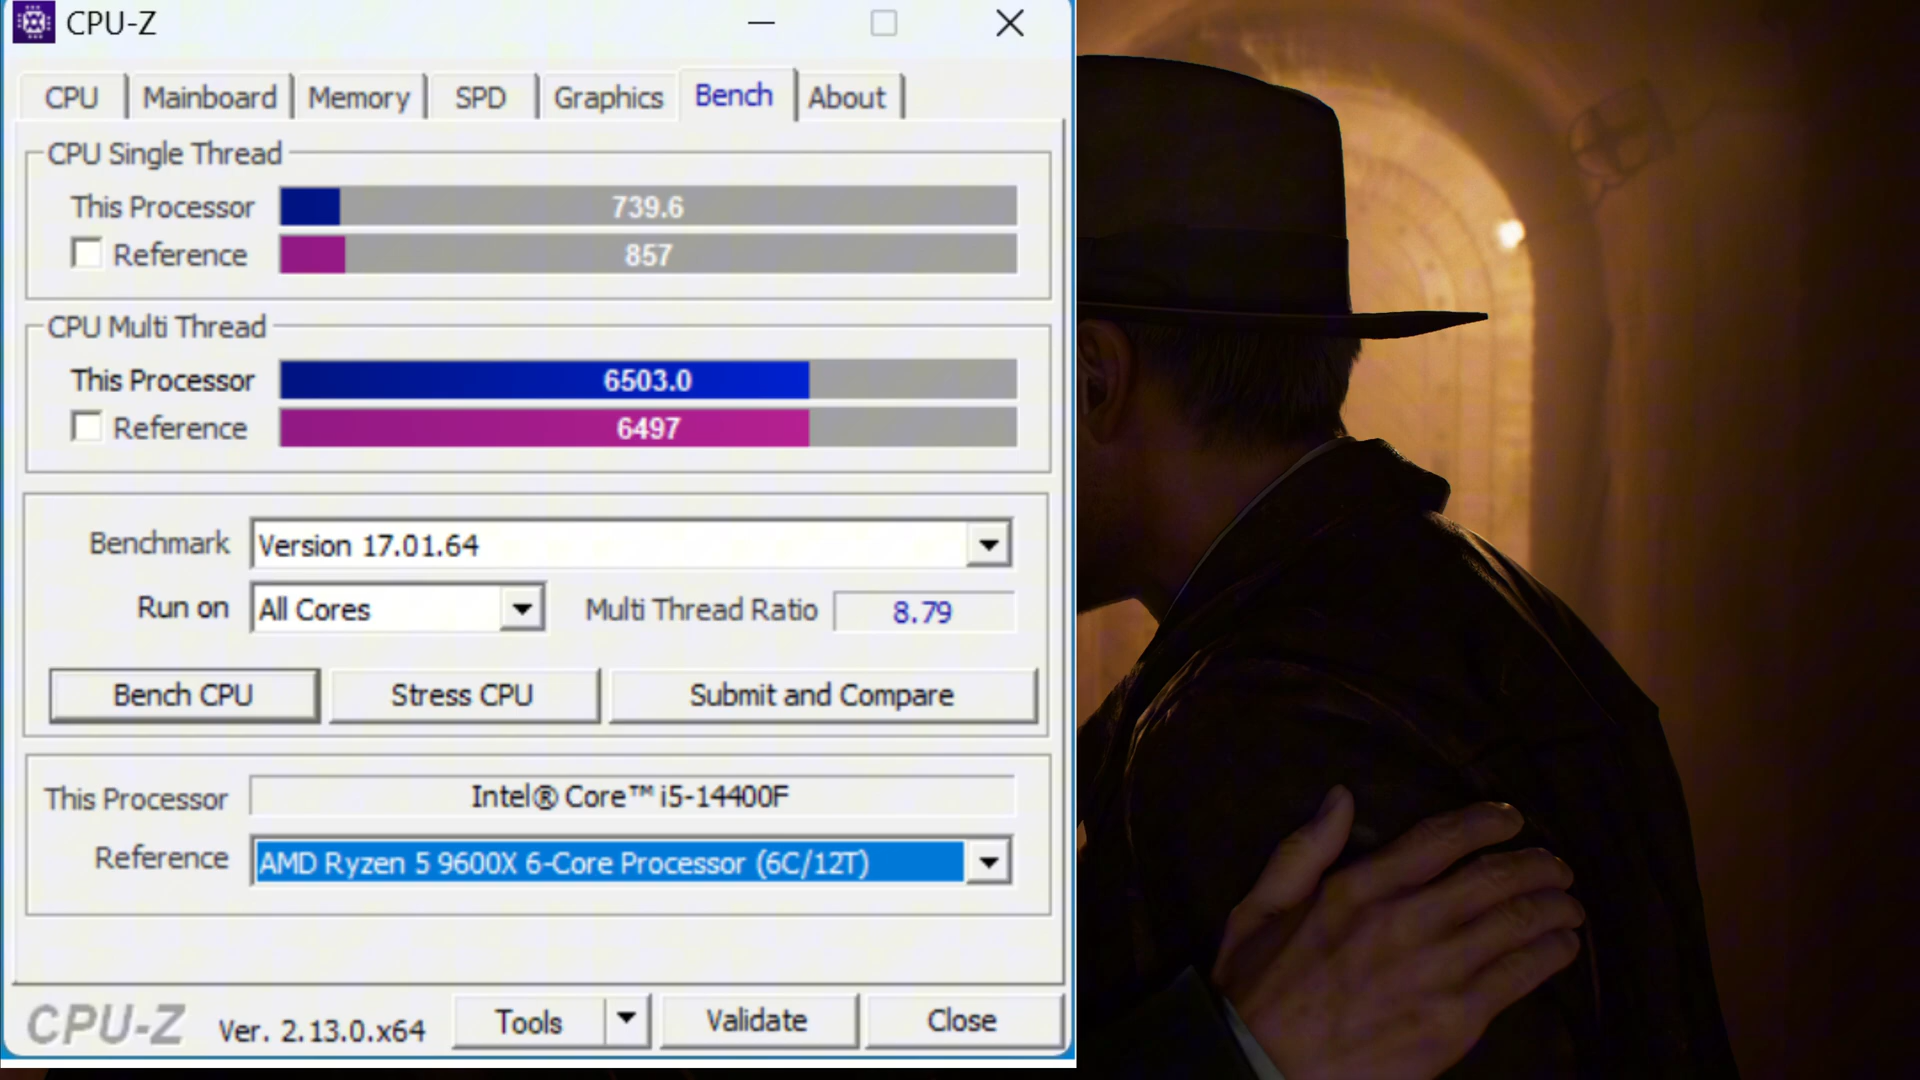 CPU-Z
CPU Mainboard Memory SPD Graphics Bench About
CPU Single Thread
This Processor 739.6
Reference 857
CPU Multi Thread
This Processor 6503.0
Reference 6497
Benchmark Version 17.01.64
Run on All Cores Multi Thread Ratio 8.79
Bench CPU Stress CPU Submit and Compare
This Processor Intel® Core™ i5-14400F
Reference AMD Ryzen 5 9600X 6-Core Processor (6C/12T)
CPU-Z Ver. 2.13.0.x64 Tools Validate Close